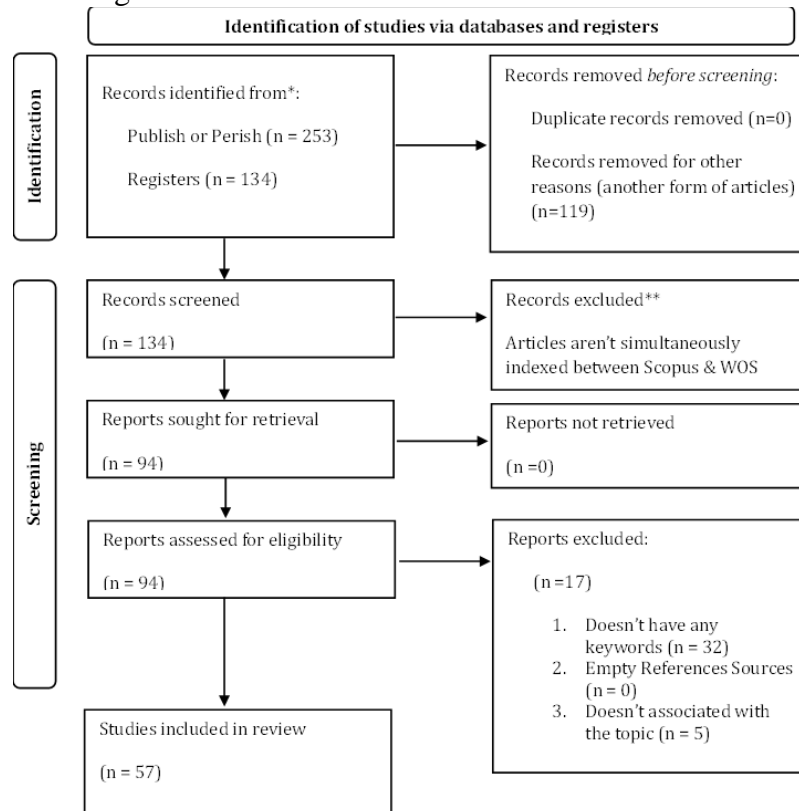 Identification of studies via databases and registers
Identification
Records identified from*:
Publish or Perish (n = 253)
Registers (n = 134)
Records removed before screening:
Duplicate records removed (n=0)
Records removed for other
reasons (another form of articles)
(n=119)
Screening
Records screened
(n = 134)
Records excluded**
Articles aren't simultaneously
indexed between Scopus & WOS
Reports sought for retrieval
(n = 94)
Reports not retrieved
(n =0)
Reports assessed for eligibility
(n = 94)
Reports excluded:
(n =17)
1. Doesn't have any
keywords (n = 32)
2. Empty References Sources
(n = 0)
3. Doesn't associated with
the topic (n = 5)
Studies included in review
(n = 57)